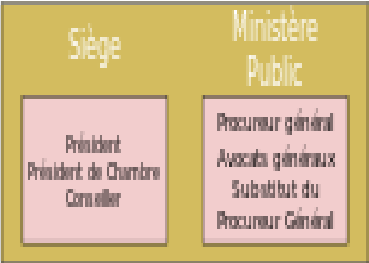 Siège
Ministère
Public
Président
Président de Chambre
Conseiller
Procureur général
Avocats généraux
Substitut du
Procureur Général